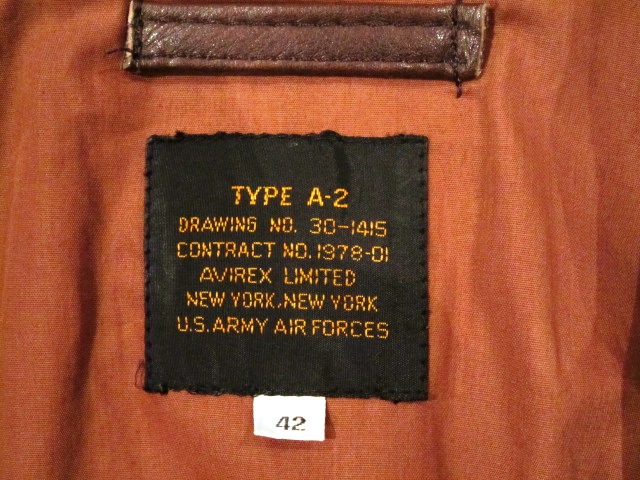 TYPE A-2
DRAWING NO. 30-1415
CONTRACT NO. 1978-01
AVIREX LIMITED
NEW YORK, NEW YORK
U.S. ARMY AIR FORCES
42